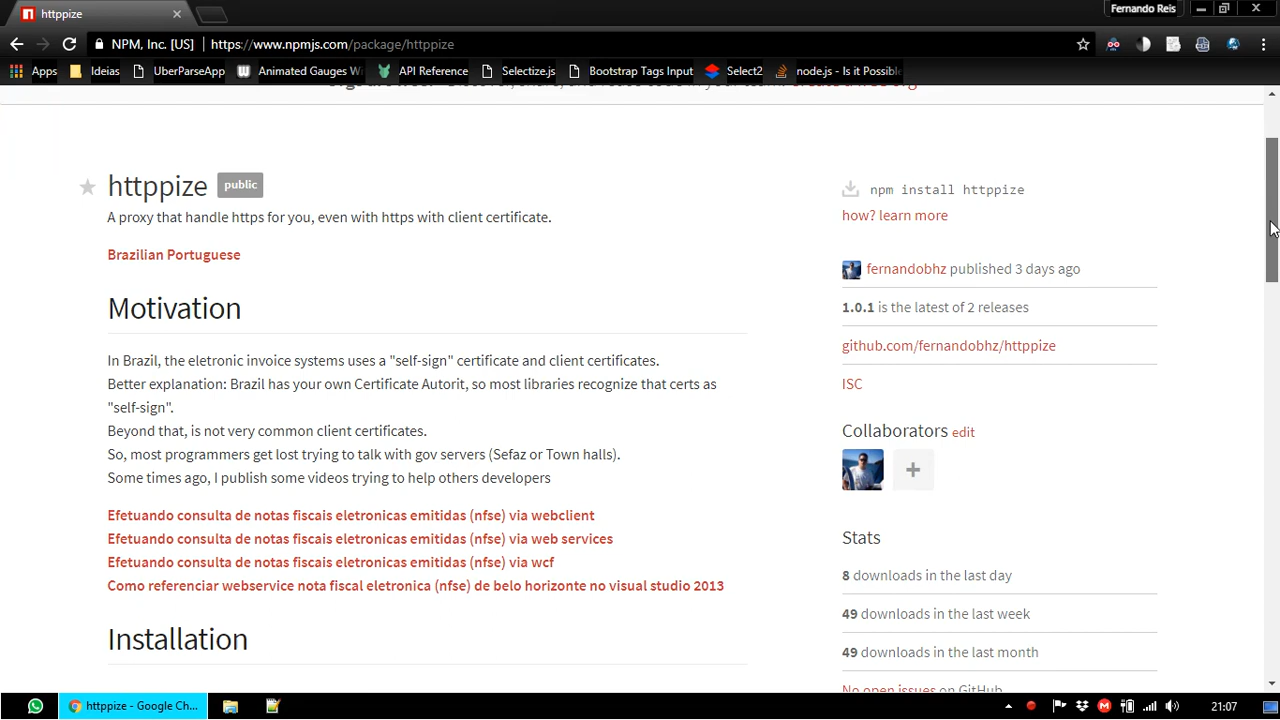 httppize
Fernando Reis
NPM, Inc. [US]
https://www.npmjs.com/package/httppize
Apps
Ideias
UberParseApp
Animated Gauges Wi
API Reference
Selectize.js
Bootstrap Tags Input
Select2
node.js - Is it Possible
httppize public
npm install httppize
A proxy that handle https for you, even with https with client certificate.
how? learn more
Brazilian Portuguese
fernandobhz published 3 days ago
Motivation
1.0.1 is the latest of 2 releases
github.com/fernandobhz/httppize
In Brazil, the eletronic invoice systems uses a "self-sign" certificate and client certificates.
Better explanation: Brazil has your own Certificate Autorit, so most libraries recognize that certs as
"self-sign".
ISC
Beyond that, is not very common client certificates.
Collaborators edit
So, most programmers get lost trying to talk with gov servers (Sefaz or Town halls).
Some times ago, I publish some videos trying to help others developers
Efetuando consulta de notas fiscais eletronicas emitidas (nfse) via webclient
Efetuando consulta de notas fiscais eletronicas emitidas (nfse) via web services
Stats
Efetuando consulta de notas fiscais eletronicas emitidas (nfse) via wcf
8 downloads in the last day
Como referenciar webservice nota fiscal eletronica (nfse) de belo horizonte no visual studio 2013
49 downloads in the last week
Installation
49 downloads in the last month
No open issues on GitHub
httppize - Google Ch...
21:07